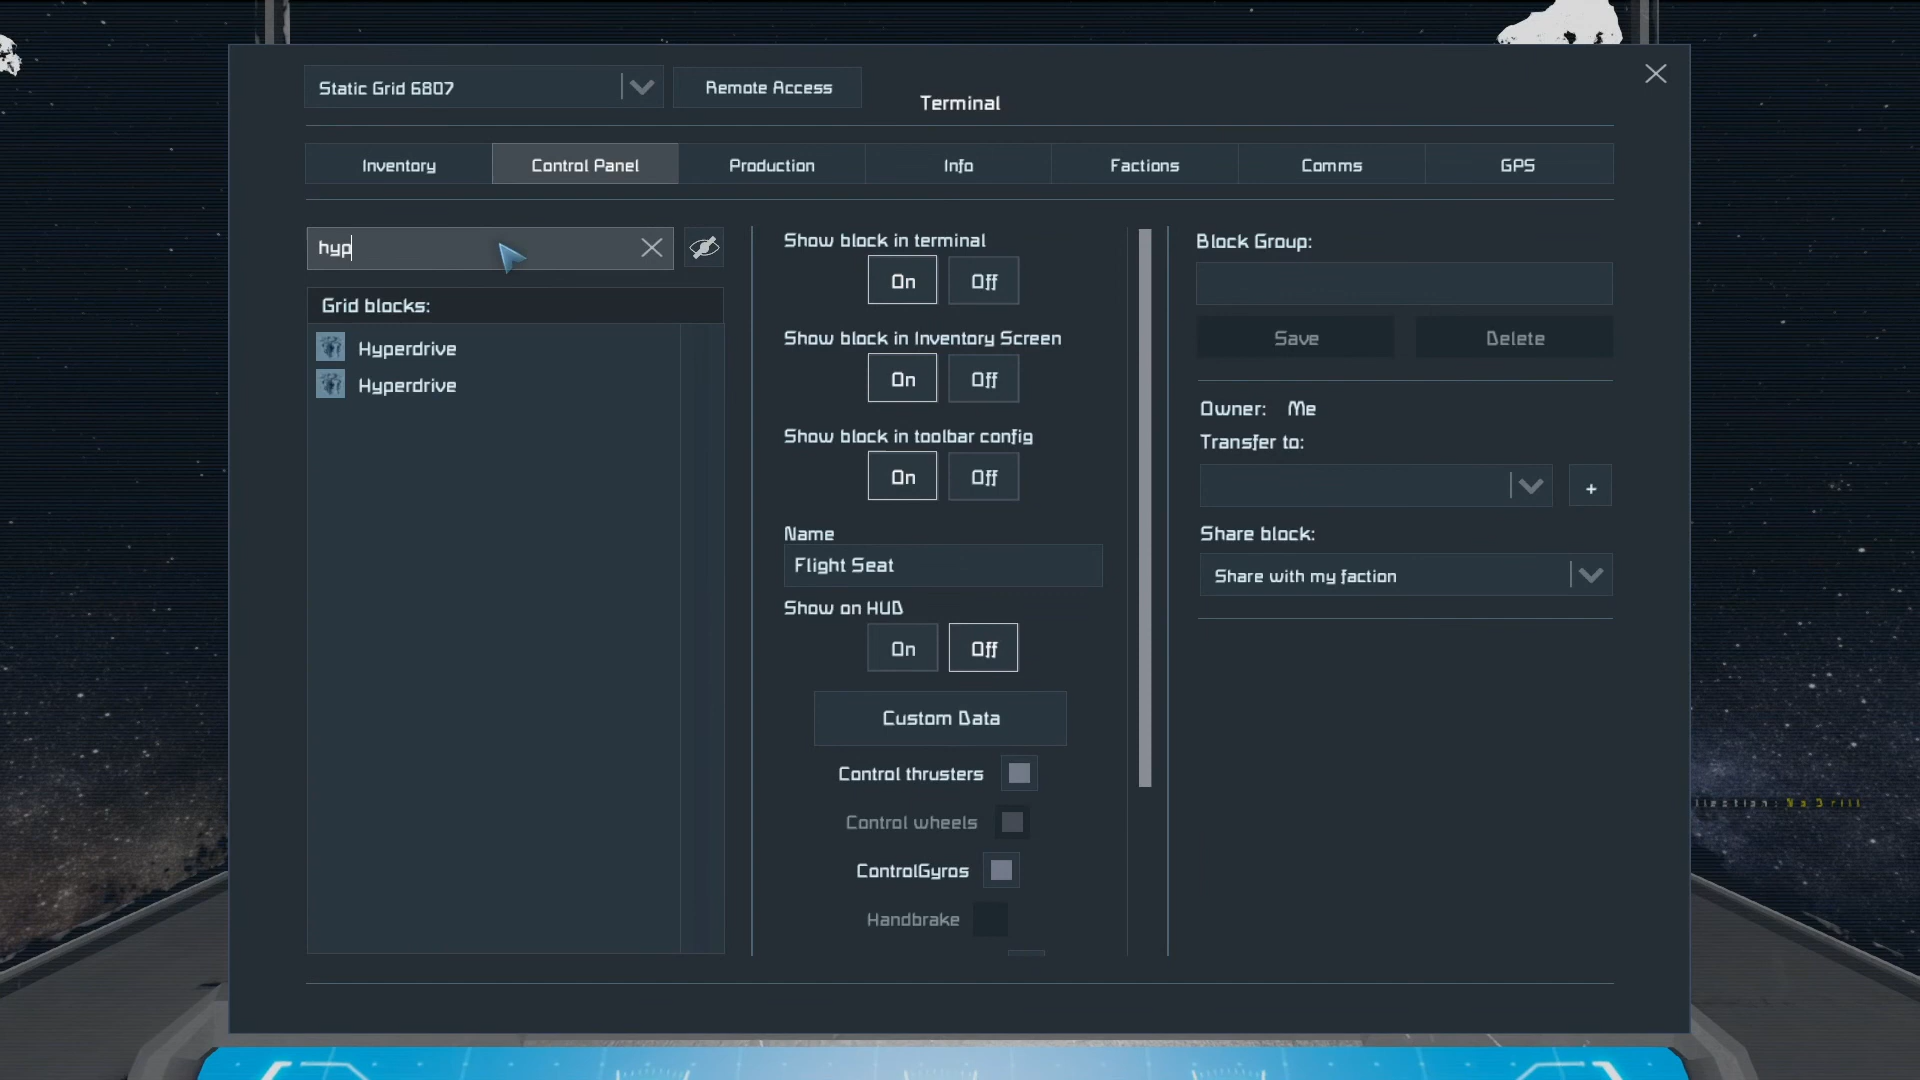 Static Grid 6807
Remote Access
Terminal
Inventory
Control Panel
Production
Info
Factions
Comms
GPS
hyp
Grid blocks:
Hyperdrive
Hyperdrive
Show block in terminal
On
Off
Show block in Inventory Screen
On
Off
Show block in toolbar config
On
Off
Name
Flight Seat
Show on HUD
On
Off
Custom Data
Control thrusters
Control wheels
ControlGyros
Handbrake
Block Group:
Save
Delete
Owner: Me
Transfer to:
+
Share block:
Share with my faction
No Drill